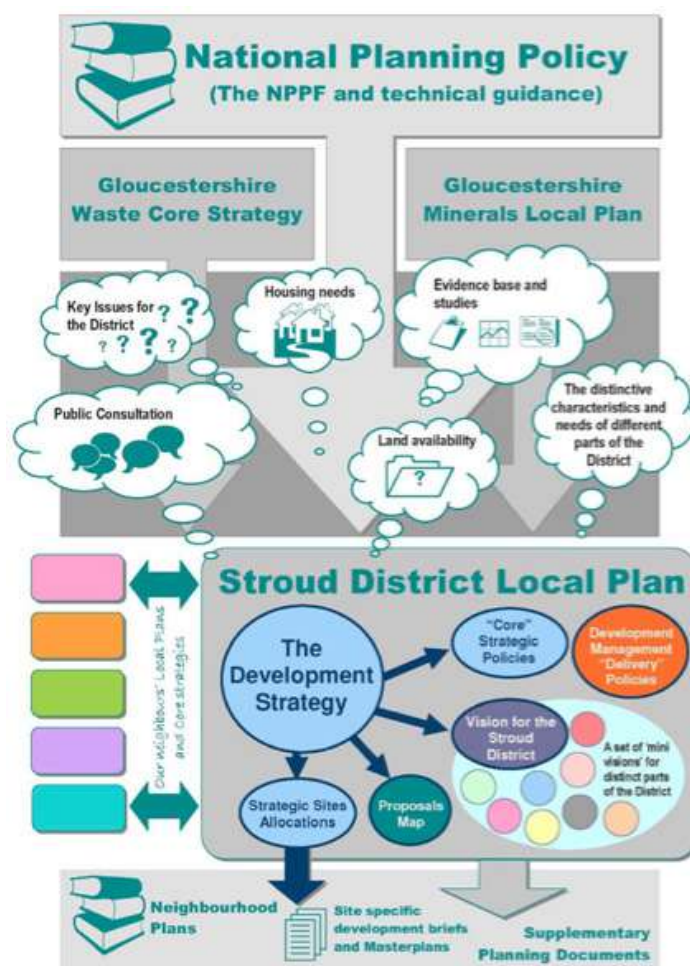 National Planning Policy
(The NPPF and technical guidance)
Gloucestershire
Waste Core Strategy
Gloucestershire
Minerals Local Plan
Key Issues for
the District
? ? ?
? ? ? ?
Housing needs
Evidence base and
studies
Public Consultation
Land availability
?
The distinctive
characteristics and
needs of different
parts of the
District
Our neighbours' Local Plans
and Core strategies
Stroud District Local Plan
The
Development
Strategy
"Core"
Strategic
Policies
Development
Management
"Delivery"
Policies
Vision for the
Stroud
District
A set of 'mini
visions' for
distinct parts
of the District
Strategic Sites
Allocations
Proposals
Map
Neighbourhood
Plans
Site specific
development briefs
and Masterplans
Supplementary
Planning Documents